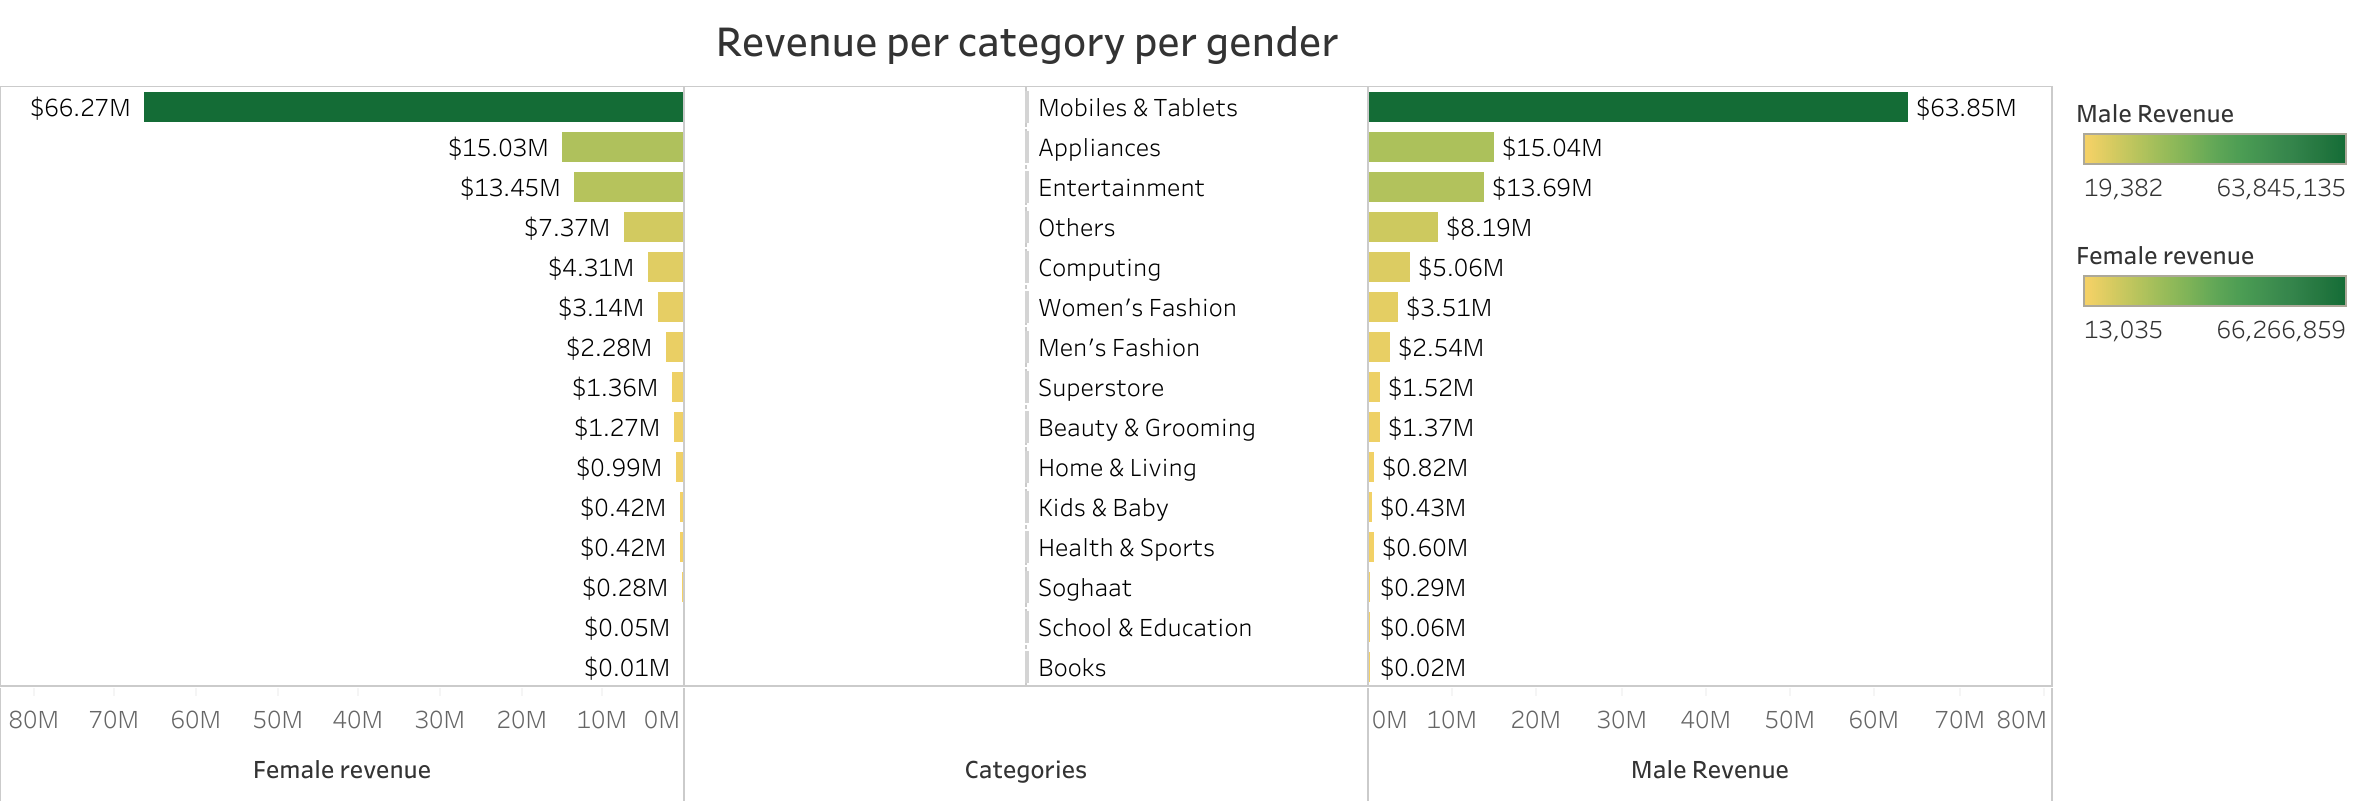 Revenue per category per gender
$66.27M Mobiles & Tablets $63.85M
$15.03M Appliances $15.04M
$13.45M Entertainment $13.69M
$7.37M Others $8.19M
$4.31M Computing $5.06M
$3.14M Women’s Fashion $3.51M
$2.28M Men’s Fashion $2.54M
$1.36M Superstore $1.52M
$1.27M Beauty & Grooming $1.37M
$0.99M Home & Living $0.82M
$0.42M Kids & Baby $0.43M
$0.42M Health & Sports $0.60M
$0.28M Soghaat $0.29M
$0.05M School & Education $0.06M
$0.01M Books $0.02M
80M 70M 60M 50M 40M 30M 20M 10M 0M 0M 10M 20M 30M 40M 50M 60M 70M 80M
Female revenue Categories Male Revenue
Male Revenue
19,382 63,845,135
Female revenue
13,035 66,266,859